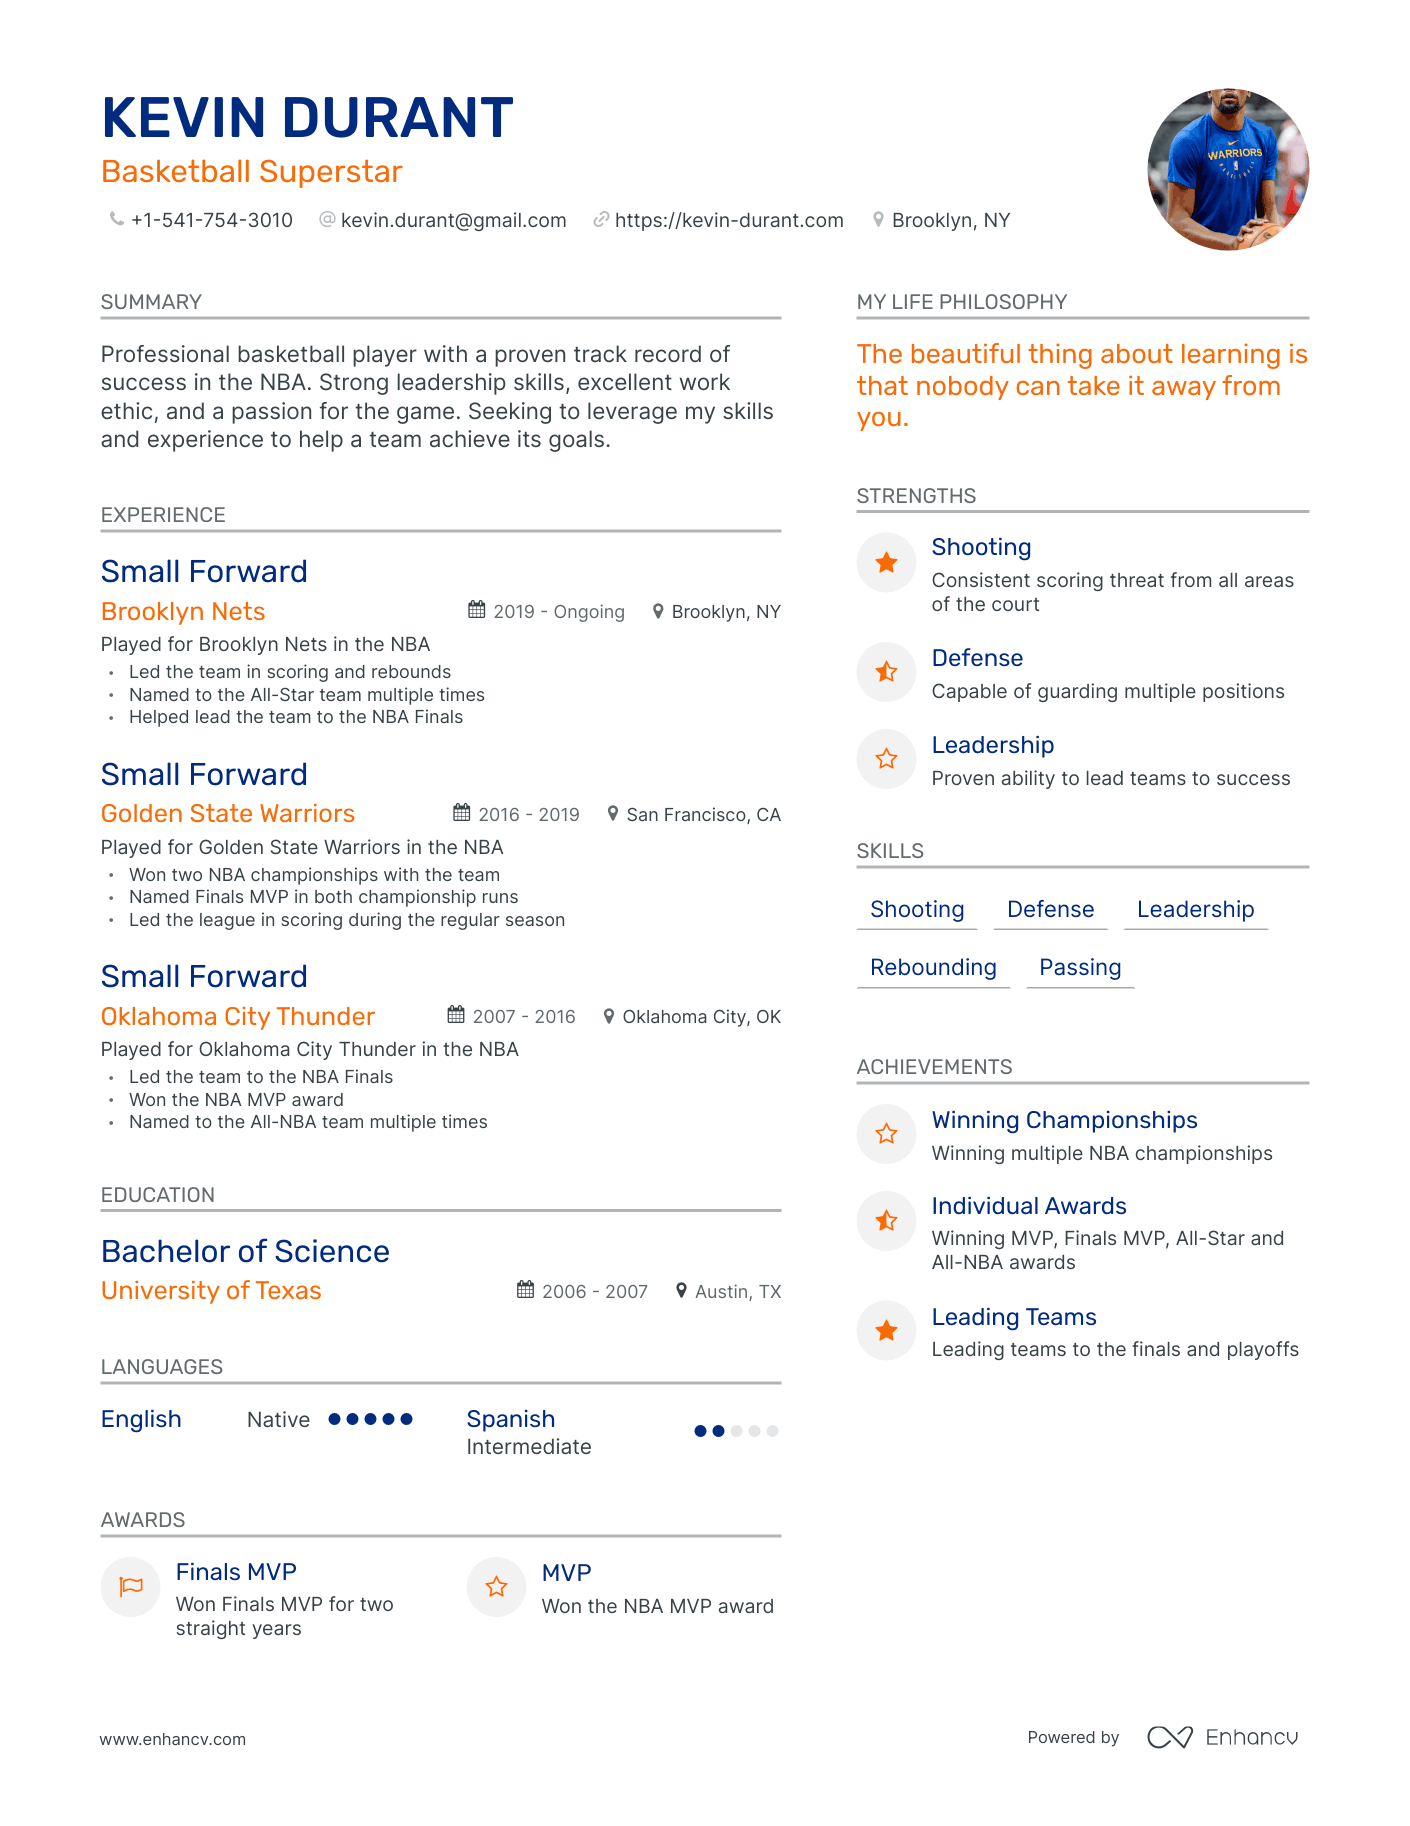 KEVIN DURANT
Basketball Superstar
+1-541-754-3010 kevin.durant@gmail.com https://kevin-durant.com Brooklyn, NY
WARRIORS
SUMMARY
Professional basketball player with a proven track record of
success in the NBA. Strong leadership skills, excellent work
ethic, and a passion for the game. Seeking to leverage my skills
and experience to help a team achieve its goals.
EXPERIENCE
Small Forward
Brooklyn Nets 2019 - Ongoing Brooklyn, NY
Played for Brooklyn Nets in the NBA
• Led the team in scoring and rebounds
• Named to the All-Star team multiple times
• Helped lead the team to the NBA Finals
Small Forward
Golden State Warriors 2016 - 2019 San Francisco, CA
Played for Golden State Warriors in the NBA
• Won two NBA championships with the team
• Named Finals MVP in both championship runs
• Led the league in scoring during the regular season
Small Forward
Oklahoma City Thunder 2007 - 2016 Oklahoma City, OK
Played for Oklahoma City Thunder in the NBA
• Led the team to the NBA Finals
• Won the NBA MVP award
• Named to the All-NBA team multiple times
EDUCATION
Bachelor of Science
University of Texas 2006 - 2007 Austin, TX
LANGUAGES
English Native Spanish
Intermediate
AWARDS
Finals MVP
Won Finals MVP for two
straight years
MVP
Won the NBA MVP award
MY LIFE PHILOSOPHY
The beautiful thing about learning is
that nobody can take it away from
you.
STRENGTHS
Shooting
Consistent scoring threat from all areas
of the court
Defense
Capable of guarding multiple positions
Leadership
Proven ability to lead teams to success
SKILLS
Shooting Defense Leadership
Rebounding Passing
ACHIEVEMENTS
Winning Championships
Winning multiple NBA championships
Individual Awards
Winning MVP, Finals MVP, All-Star and
All-NBA awards
Leading Teams
Leading teams to the finals and playoffs
www.enhancv.com Powered by Enhancv